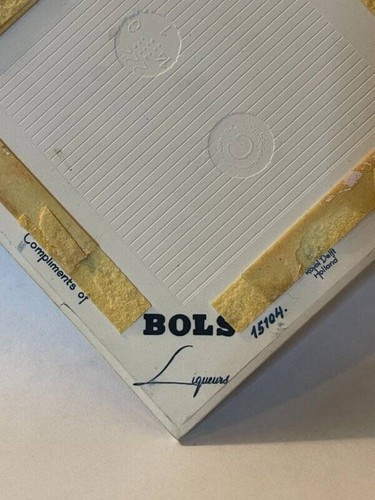 Compliments of
BOLS
Liqueurs
15104.
Royal Delft
Holland